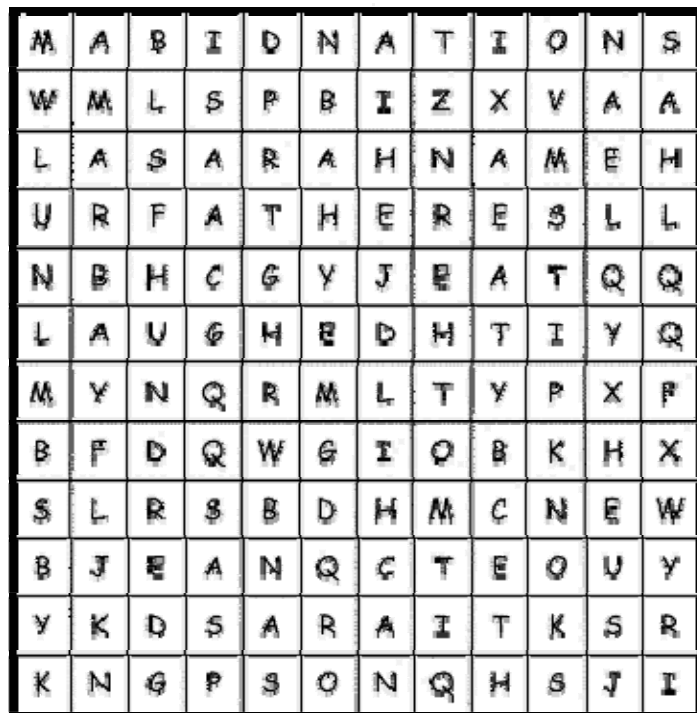 M A B I D N A T I O N S
W M L S P B I Z X V A A
L A S A R A H N A M E H
U R F A T H E R E S L L
N B H C G Y J E A T Q Q
L A U G H E D H T I Y Q
M Y N Q R M L T Y P X F
B F D Q W G I O B K H X
S L R S B D H M C N E W
B J E A N Q C T E O U Y
Y K D S A R A I T K S R
K N G P S O N Q H S J I